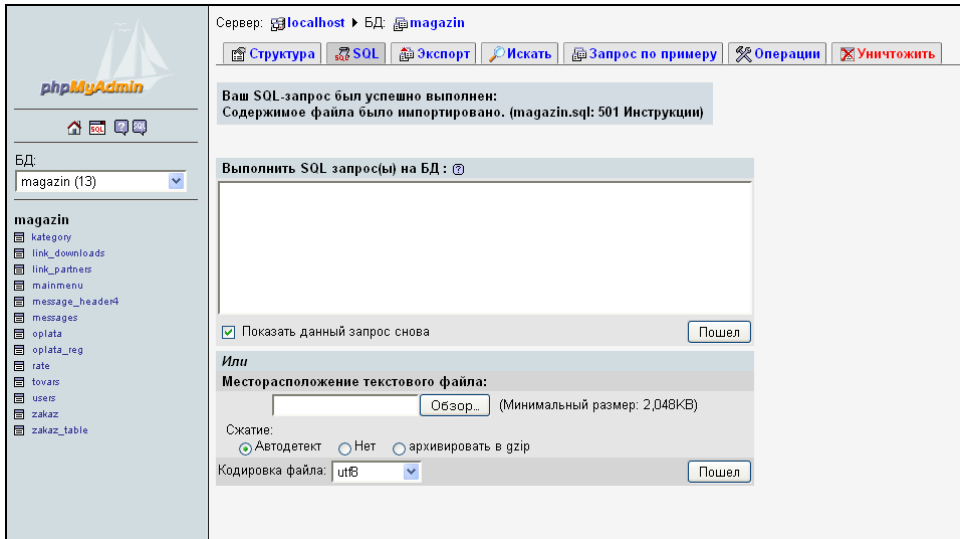 phpMyAdmin
SQL
БД:
magazin (13)
magazin
kategory
link_downloads
link_partners
mainmenu
message_header4
messages
oplata
oplata_reg
rate
tovars
users
zakaz
zakaz_table
Сервер: localhost ▶ БД: magazin
Структура SQL Экспорт Искать Запрос по примеру Операции Уничтожить
Ваш SQL-запрос был успешно выполнен:
Содержимое файла было импортировано. (magazin.sql: 501 Инструкции)
Выполнить SQL запрос(ы) на БД :
Показать данный запрос снова Пошел
Или
Месторасположение текстового файла:
Обзор... (Минимальный размер: 2,048KB)
Сжатие:
Автодетект Нет архивировать в gzip
Кодировка файла: utf8 Пошел